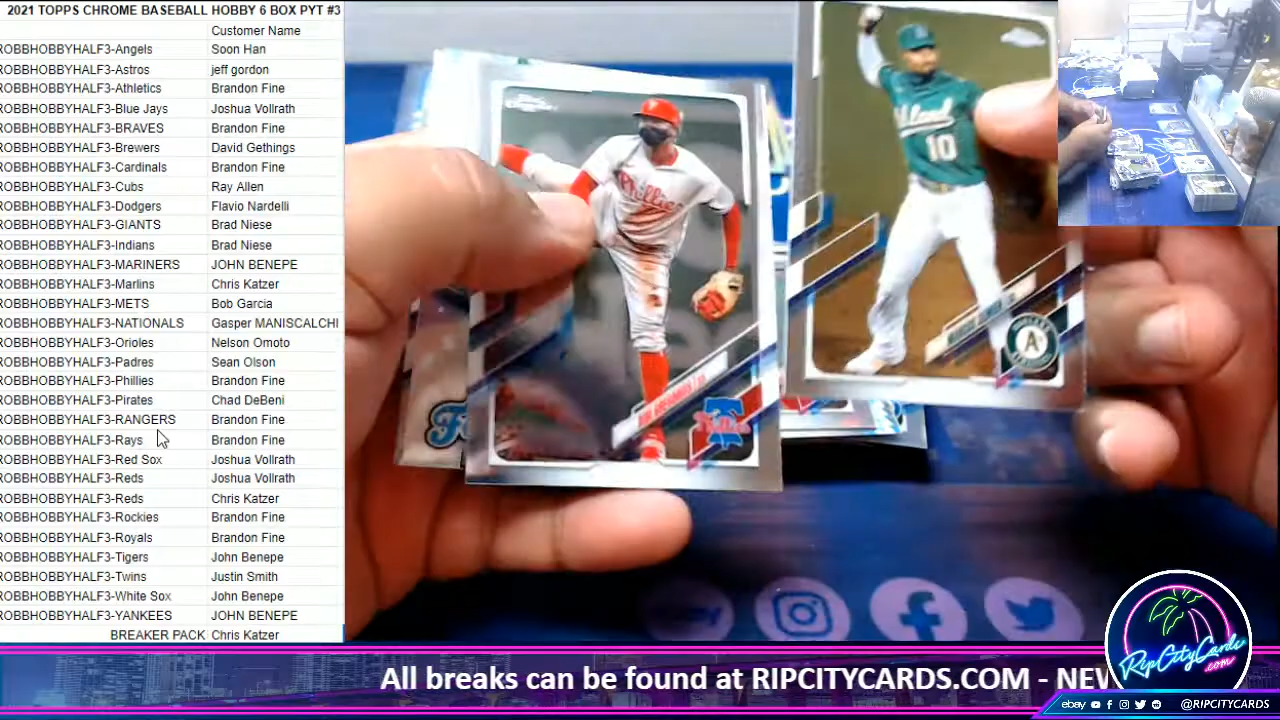 2021 TOPPS CHROME BASEBALL HOBBY 6 BOX PYT #3
Customer Name
ROBBHOBBYHALF3-Angels Soon Han
ROBBHOBBYHALF3-Astros jeff gordon
ROBBHOBBYHALF3-Athletics Brandon Fine
ROBBHOBBYHALF3-Blue Jays Joshua Vollrath
ROBBHOBBYHALF3-BRAVES Brandon Fine
ROBBHOBBYHALF3-Brewers David Gethings
ROBBHOBBYHALF3-Cardinals Brandon Fine
ROBBHOBBYHALF3-Cubs Ray Allen
ROBBHOBBYHALF3-Dodgers Flavio Nardelli
ROBBHOBBYHALF3-GIANTS Brad Niese
ROBBHOBBYHALF3-Indians Brad Niese
ROBBHOBBYHALF3-MARINERS JOHN BENEPE
ROBBHOBBYHALF3-Marlins Chris Katzer
ROBBHOBBYHALF3-METS Bob Garcia
ROBBHOBBYHALF3-NATIONALS Gasper MANISCALCHI
ROBBHOBBYHALF3-Orioles Nelson Omoto
ROBBHOBBYHALF3-Padres Sean Olson
ROBBHOBBYHALF3-Phillies Brandon Fine
ROBBHOBBYHALF3-Pirates Chad DeBeni
ROBBHOBBYHALF3-RANGERS Brandon Fine
ROBBHOBBYHALF3-Rays Brandon Fine
ROBBHOBBYHALF3-Red Sox Joshua Vollrath
ROBBHOBBYHALF3-Reds Joshua Vollrath
ROBBHOBBYHALF3-Reds Chris Katzer
ROBBHOBBYHALF3-Rockies Brandon Fine
ROBBHOBBYHALF3-Royals Brandon Fine
ROBBHOBBYHALF3-Tigers John Benepe
ROBBHOBBYHALF3-Twins Justin Smith
ROBBHOBBYHALF3-White Sox John Benepe
ROBBHOBBYHALF3-YANKEES JOHN BENEPE
BREAKER PACK Chris Katzer
Phillies
Phillies
10
A
All breaks can be found at RIPCITYCARDS.COM - NEW
RipCityCards
.com
ebay @RIPCITYCARDS